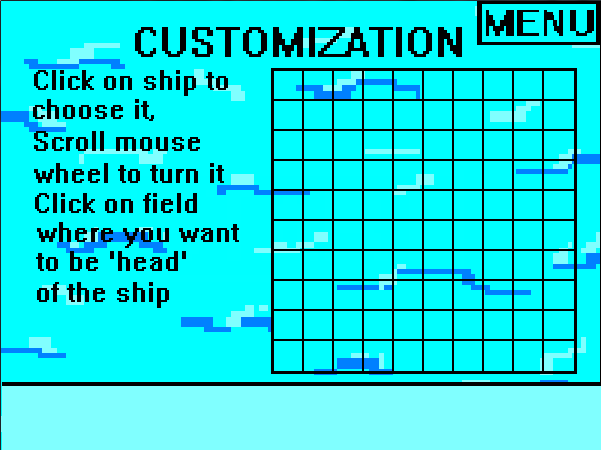 MENU
CUSTOMIZATION
Click on ship to
choose it,
Scroll mouse
wheel to turn it
Click on field
where you want
to be 'head'
of the ship